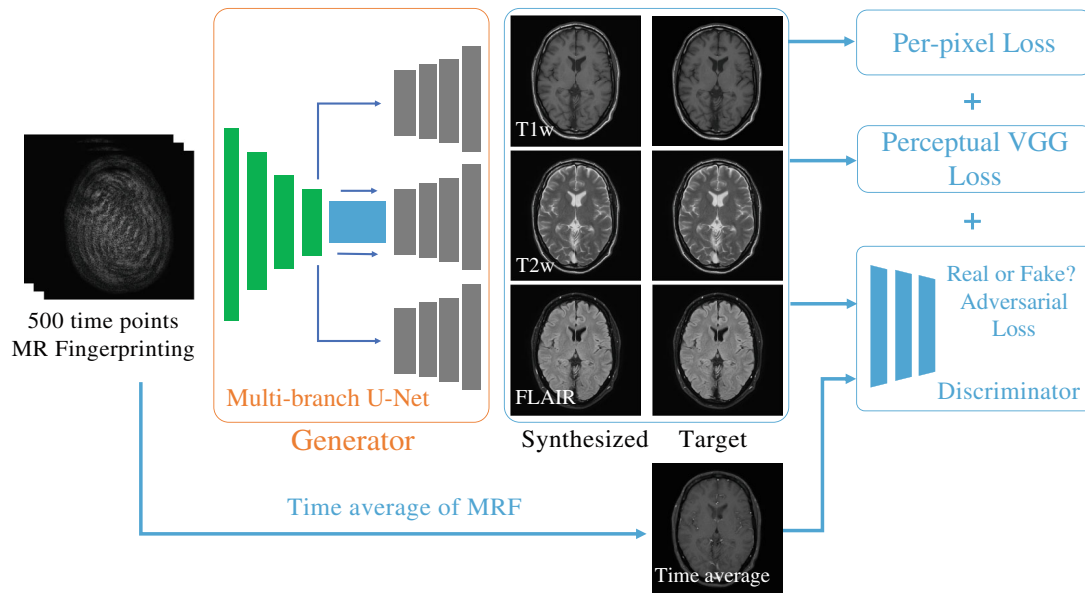 500 time points
MR Fingerprinting
Multi-branch U-Net
Generator
T1w
T2w
FLAIR
Synthesized
Target
Per-pixel Loss
+
Perceptual VGG
Loss
+
Real or Fake?
Adversarial
Loss
Discriminator
Time average of MRF
Time average